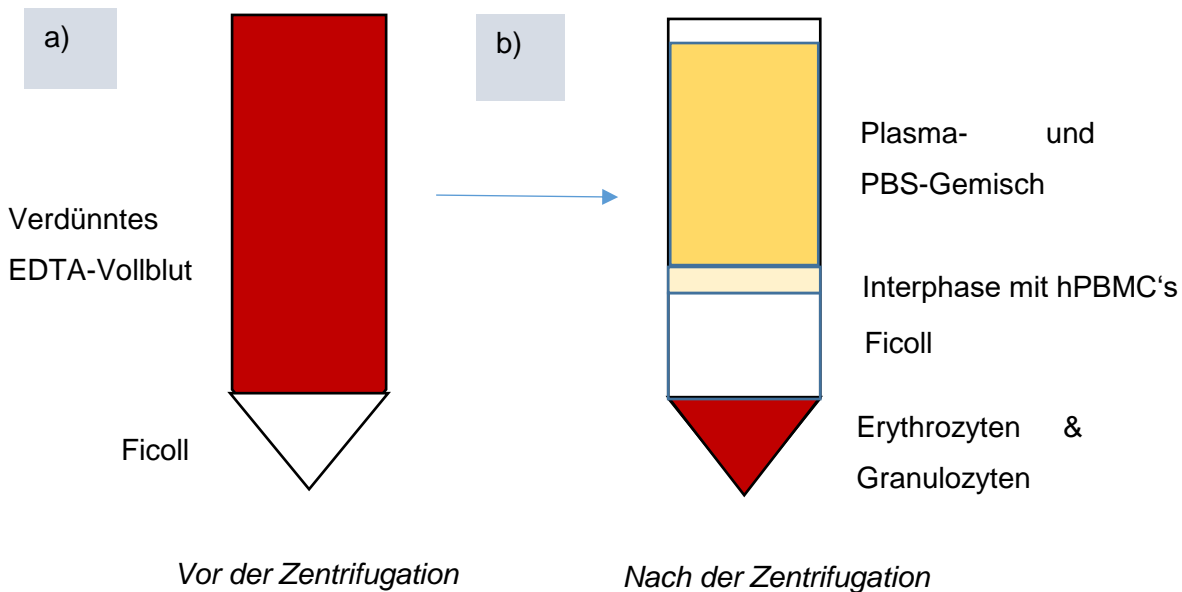 a)
b)
Verdünntes
EDTA-Vollblut
Ficoll
Plasma- und
PBS-Gemisch
Interphase mit hPBMC‘s
Ficoll
Erythrozyten &
Granulozyten
Vor der Zentrifugation
Nach der Zentrifugation